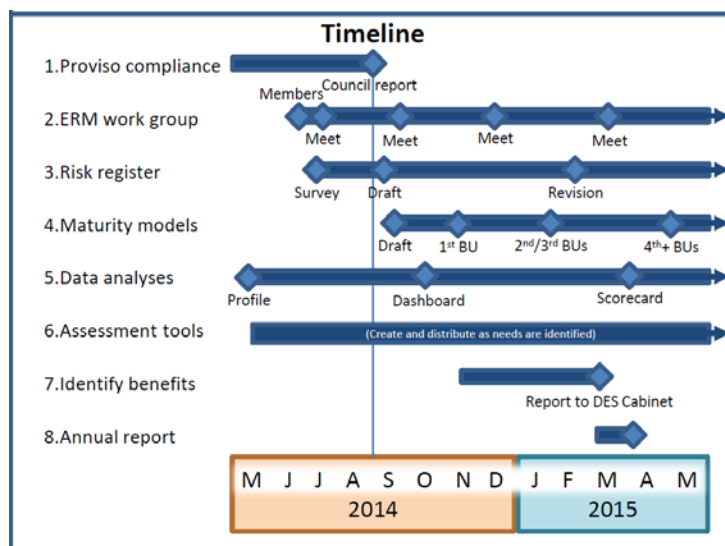 Timeline
1.Proviso compliance
Council report
Members
2.ERM work group
Meet Meet Meet Meet
3.Risk register
Survey Draft Revision
4.Maturity models
Draft 1st BU 2nd/3rd BUs 4th+ BUs
5.Data analyses
Profile Dashboard Scorecard
6.Assessment tools (Create and distribute as needs are identified)
7.Identify benefits
Report to DES Cabinet
8.Annual report
M J J A S O N D J F M A M
2014 2015